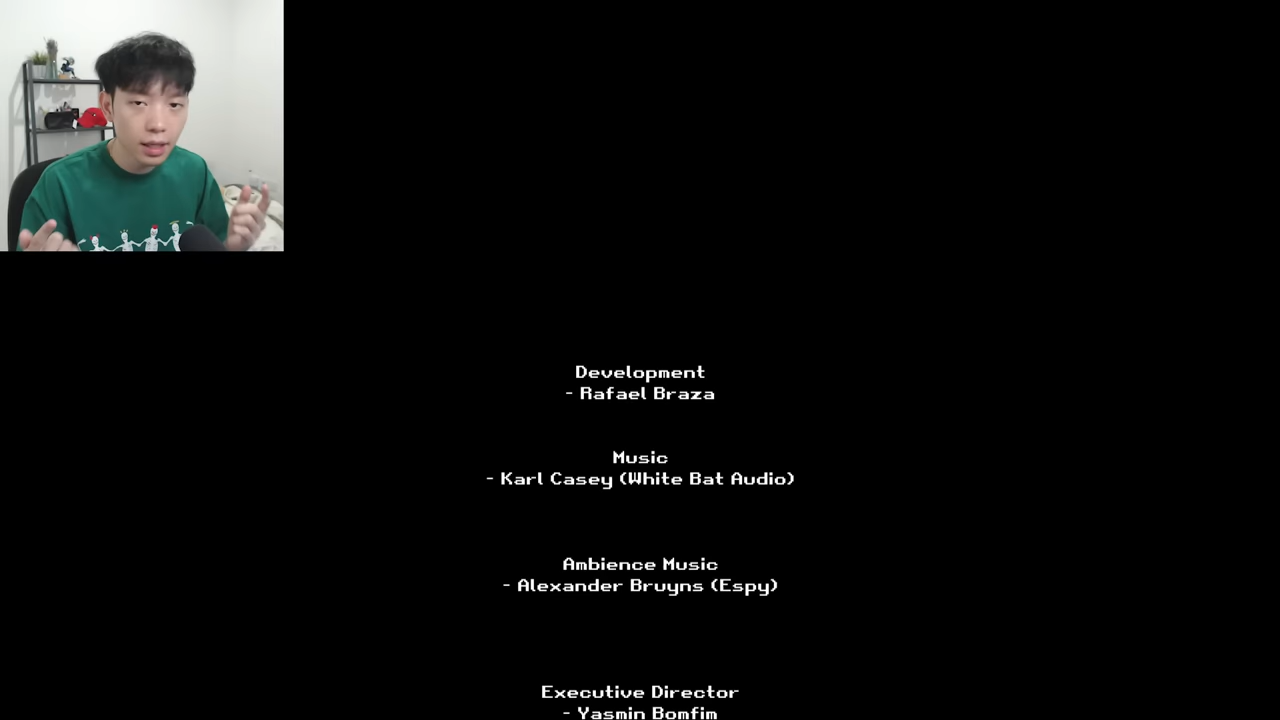 Development
- Rafael Braza
Music
- Karl Casey (White Bat Audio)
Ambience Music
- Alexander Bruyns (Espy)
Executive Director
- Yasmin Bomfim